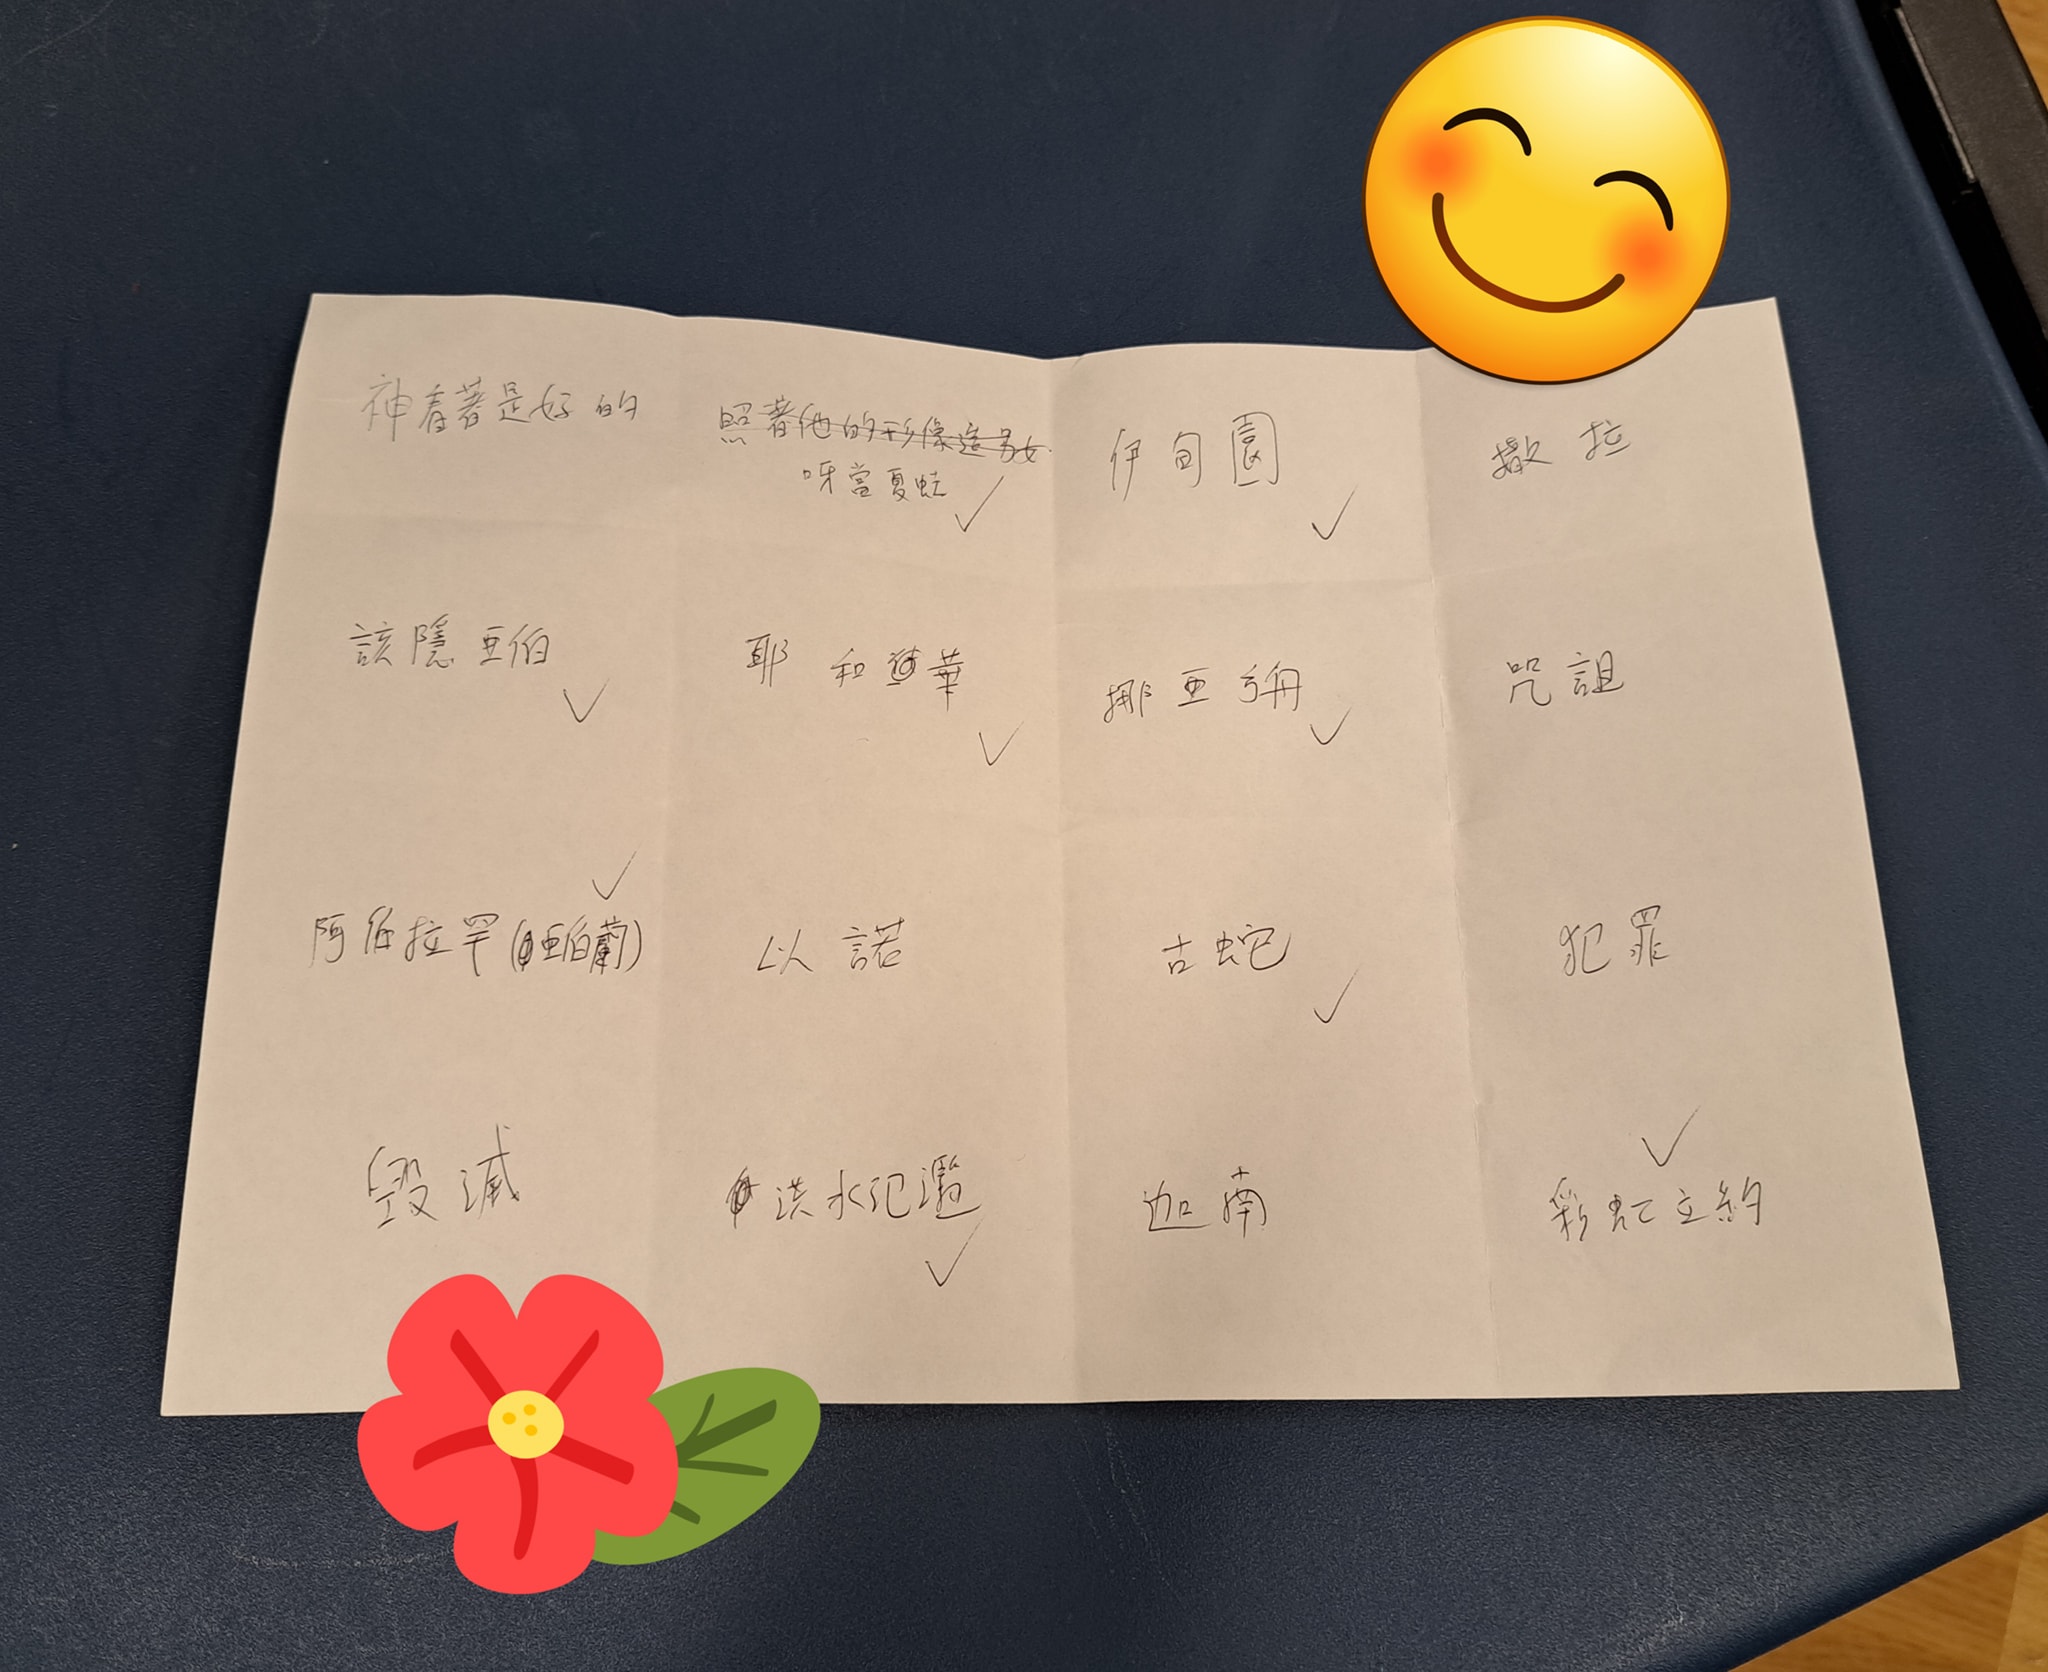 神看著是好的
照著他的形像造男女
呀當夏娃
伊甸園
撒拉
該隱亞伯
耶和華
挪亞方舟
咒詛
阿伯拉罕(亞伯蘭)
以諾
古蛇
犯罪
毀滅
洪水氾濫
迦南
彩虹立約